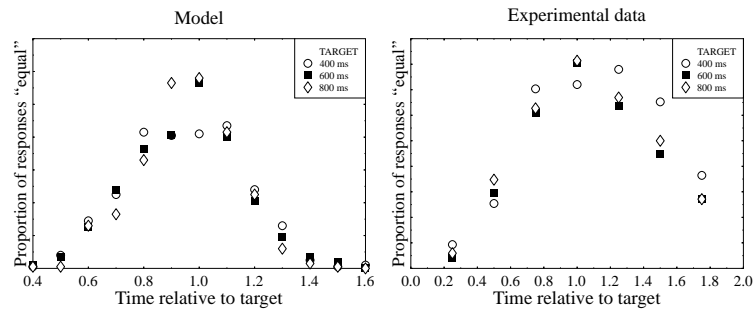 Model
Proportion of responses “equal”
TARGET
400 ms
600 ms
800 ms
0.4 0.6 0.8 1.0 1.2 1.4 1.6
Time relative to target
Experimental data
Proportion of responses “equal”
TARGET
400 ms
600 ms
800 ms
0.0 0.2 0.4 0.6 0.8 1.0 1.2 1.4 1.6 1.8 2.0
Time relative to target